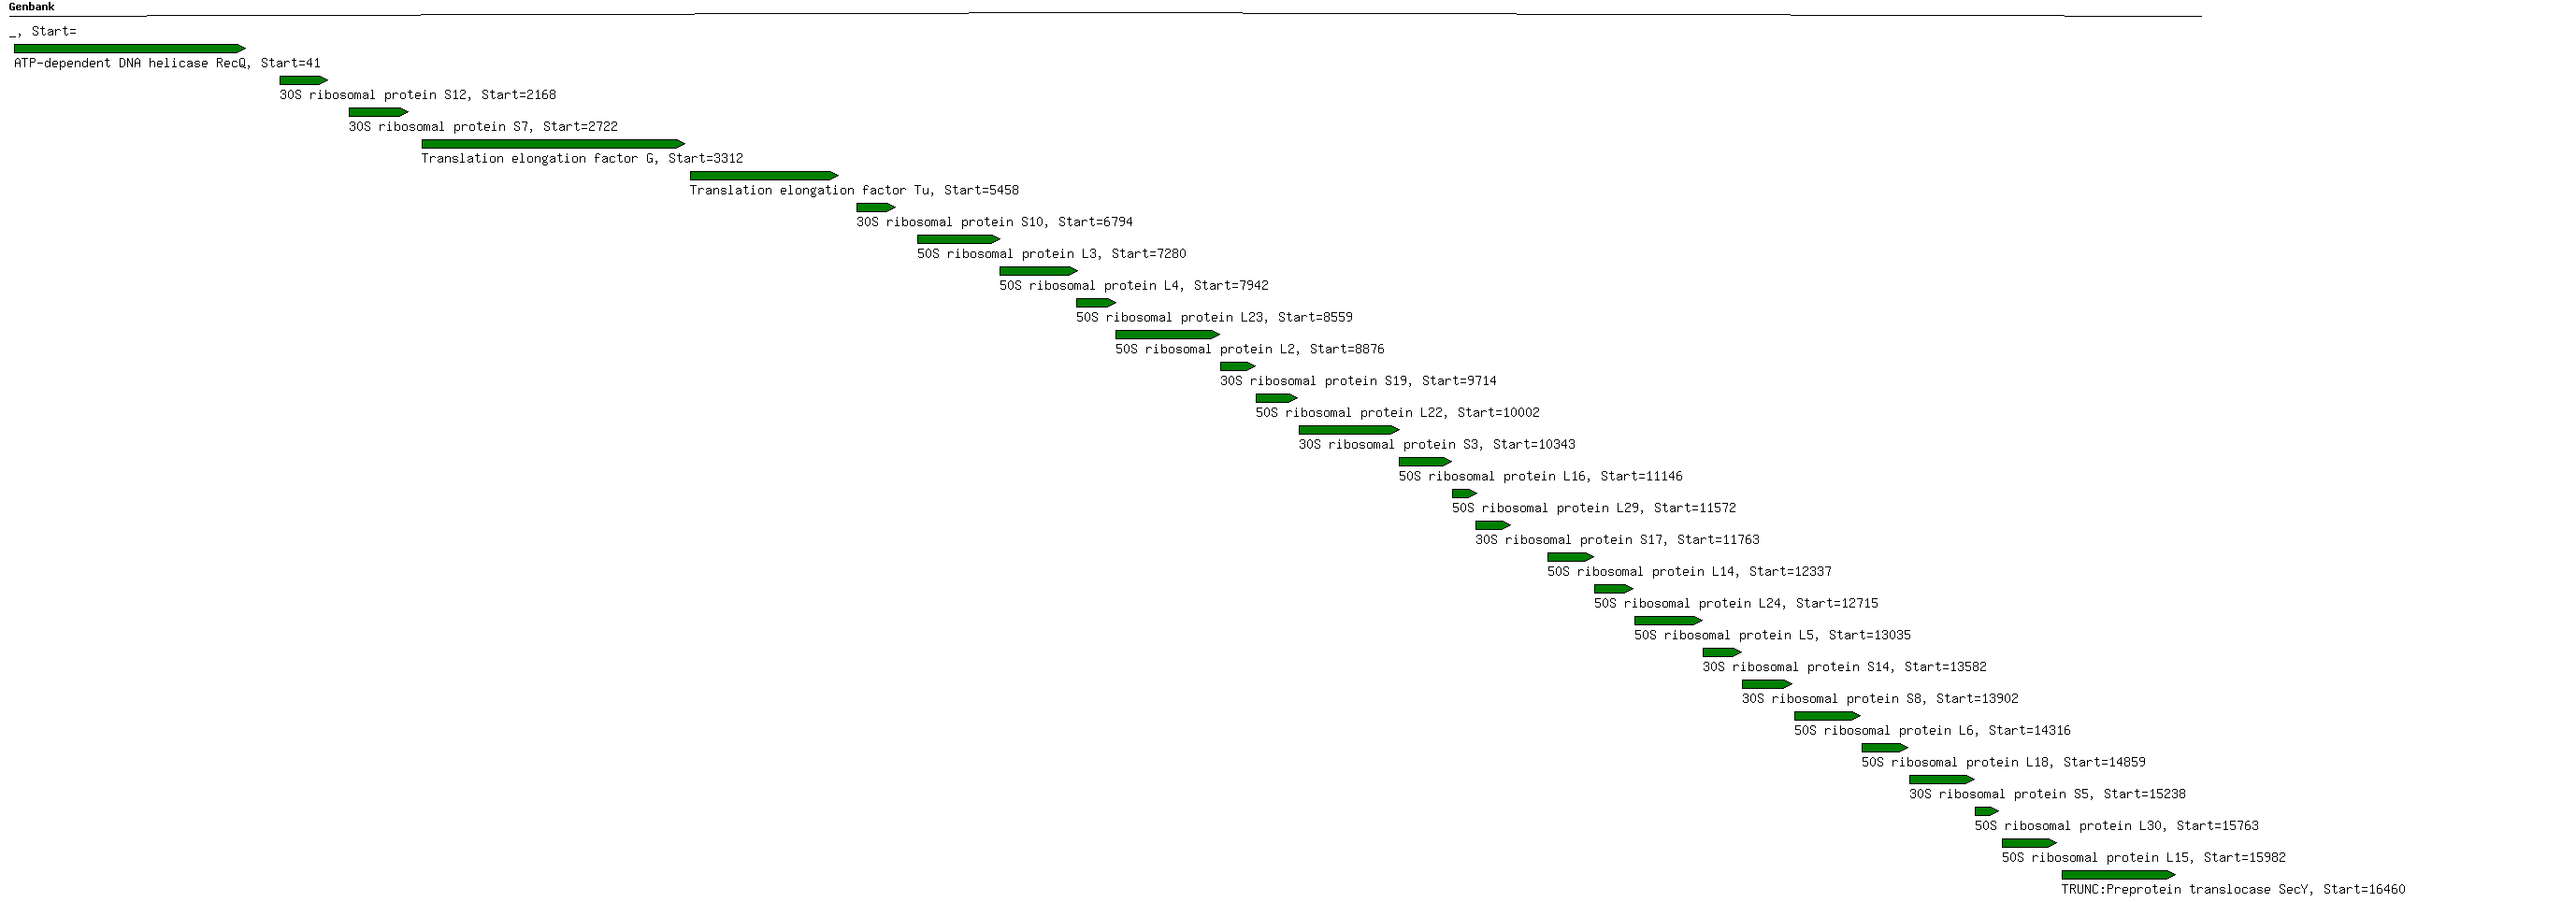 Genbank
_, Start=
ATP-dependent DNA helicase RecQ, Start=41
30S ribosomal protein S12, Start=2168
30S ribosomal protein S7, Start=2722
Translation elongation factor G, Start=3312
Translation elongation factor Tu, Start=5458
30S ribosomal protein S10, Start=6794
50S ribosomal protein L3, Start=7280
50S ribosomal protein L4, Start=7942
50S ribosomal protein L23, Start=8559
50S ribosomal protein L2, Start=8876
30S ribosomal protein S19, Start=9714
50S ribosomal protein L22, Start=10002
30S ribosomal protein S3, Start=10343
50S ribosomal protein L16, Start=11146
50S ribosomal protein L29, Start=11572
30S ribosomal protein S17, Start=11763
50S ribosomal protein L14, Start=12337
50S ribosomal protein L24, Start=12715
50S ribosomal protein L5, Start=13035
30S ribosomal protein S14, Start=13582
30S ribosomal protein S8, Start=13902
50S ribosomal protein L6, Start=14316
50S ribosomal protein L18, Start=14859
30S ribosomal protein S5, Start=15238
50S ribosomal protein L30, Start=15763
50S ribosomal protein L15, Start=15982
TRUNC:Preprotein translocase SecY, Start=16460